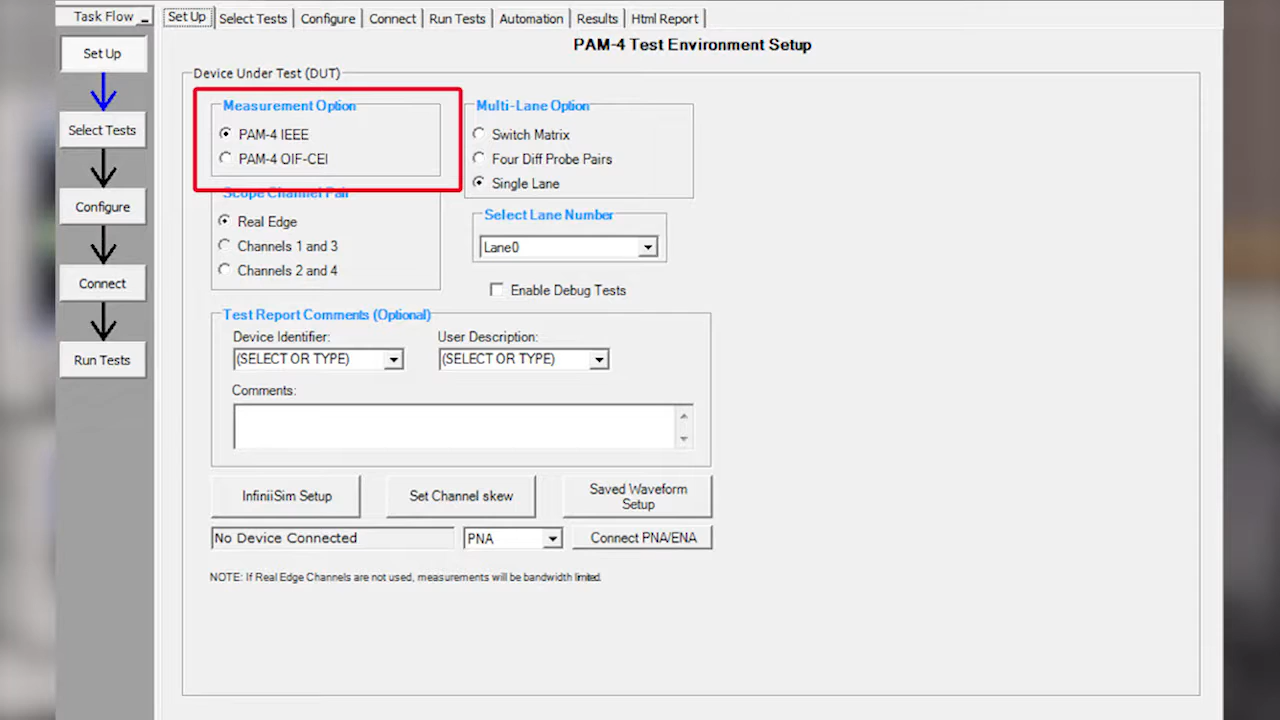 Task Flow
Set Up
Select Tests
Configure
Connect
Run Tests
Set Up Select Tests Configure Connect Run Tests Automation Results Html Report
PAM-4 Test Environment Setup
Device Under Test (DUT)
Measurement Option
PAM-4 IEEE
PAM-4 OIF-CEI
Multi-Lane Option
Switch Matrix
Four Diff Probe Pairs
Single Lane
Scope Channel Pair
Real Edge
Channels 1 and 3
Channels 2 and 4
Select Lane Number
Lane0
Enable Debug Tests
Test Report Comments (Optional)
Device Identifier: User Description:
(SELECT OR TYPE) (SELECT OR TYPE)
Comments:
InfiniiSim Setup
Set Channel skew
Saved Waveform
Setup
No Device Connected PNA Connect PNA/ENA
NOTE: If Real Edge Channels are not used, measurements will be bandwidth limited.